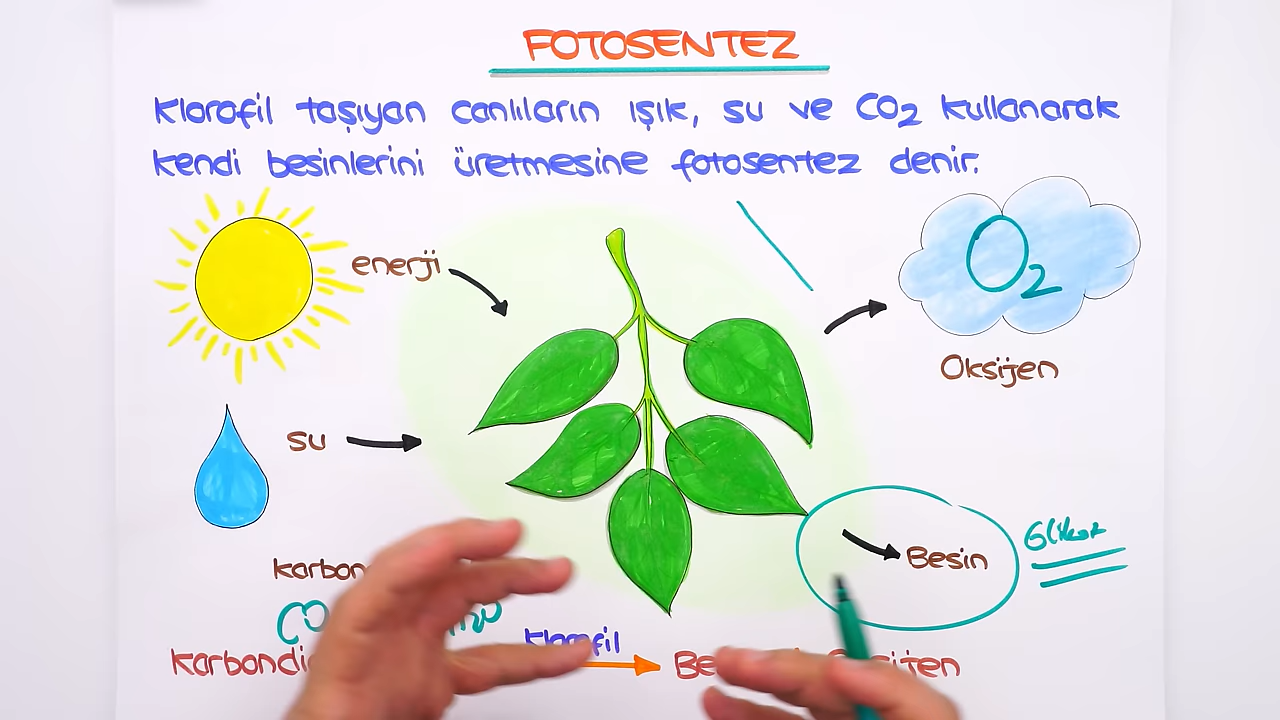 FOTOSENTEZ
Klorofil taşıyan canlıların ışık, su ve CO2 kullanarak
kendi besinlerini üretmesine fotosentez denir.
enerji
O2
Oksijen
su
Glikoz
Besin
CO
Klorofil